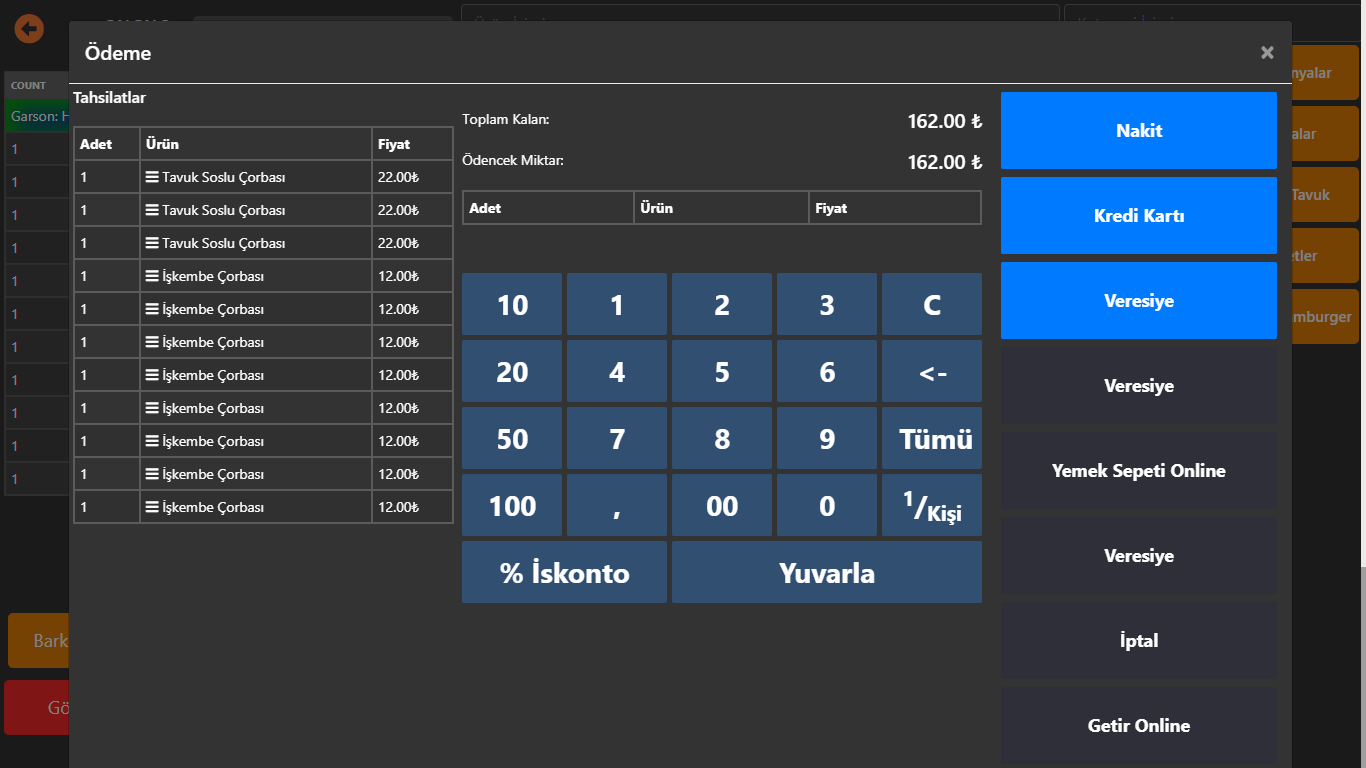 Ödeme
×
COUNT
Garson: H
1
1
1
1
1
1
1
1
1
1
1
Bark
Gö
Tahsilatlar
Adet Ürün Fiyat
1 Tavuk Soslu Çorbası 22.00₺
1 Tavuk Soslu Çorbası 22.00₺
1 Tavuk Soslu Çorbası 22.00₺
1 İşkembe Çorbası 12.00₺
1 İşkembe Çorbası 12.00₺
1 İşkembe Çorbası 12.00₺
1 İşkembe Çorbası 12.00₺
1 İşkembe Çorbası 12.00₺
1 İşkembe Çorbası 12.00₺
1 İşkembe Çorbası 12.00₺
1 İşkembe Çorbası 12.00₺
Toplam Kalan: 162.00 ₺
Ödencek Miktar: 162.00 ₺
Adet Ürün Fiyat
10 1 2 3 C
20 4 5 6 <-
50 7 8 9 Tümü
100 , 00 0 1/Kişi
% İskonto Yuvarla
Nakit
Kredi Kartı
Veresiye
Veresiye
Yemek Sepeti Online
Veresiye
İptal
Getir Online
nyalar
alar
Tavuk
etler
mburger